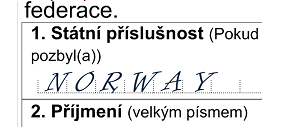 federace.
1. Státní příslušnost (Pokud
pozbyl(a))
NORWAY
2. Příjmení (velkým písmem)